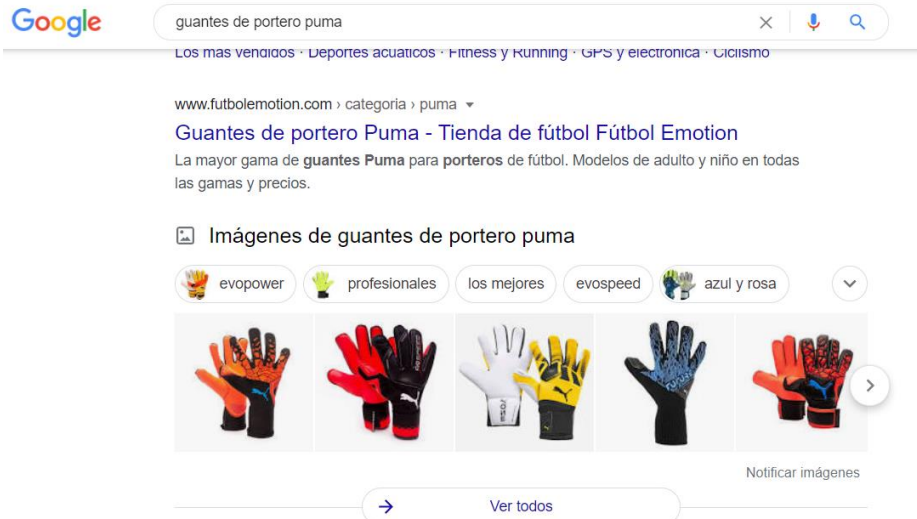 Google
guantes de portero puma
Los más vendidos · Deportes acuáticos · Fitness y Running · GPS y electrónica · Ciclismo
www.futbolemotion.com › categoria › puma
Guantes de portero Puma - Tienda de fútbol Fútbol Emotion
La mayor gama de guantes Puma para porteros de fútbol. Modelos de adulto y niño en todas
las gamas y precios.
Imágenes de guantes de portero puma
evopower
profesionales
los mejores
evospeed
azul y rosa
Notificar imágenes
Ver todos